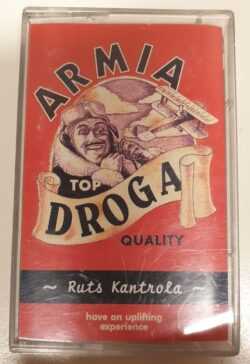 ARMIA
TOP
DROGA
QUALITY
~ Ruts Kantrola ~
have an uplifting
experience